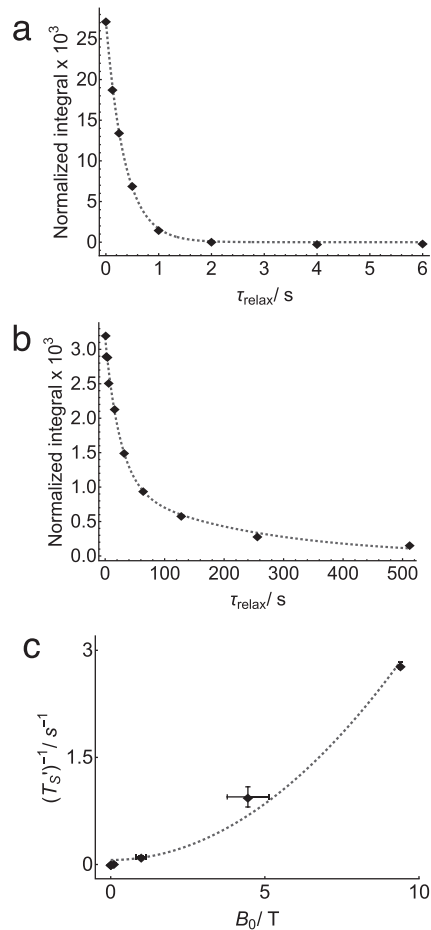 a
Normalized integral x 10³
25
20
15
10
5
0
0 1 2 3 4 5 6
τrelax/ s
b
Normalized integral x 10³
3.0
2.5
2.0
1.5
1.0
0.5
0.0
0 100 200 300 400 500
τrelax/ s
c
(TS')⁻¹/ s⁻¹
3
1.5
0
0 5 10
B0/ T